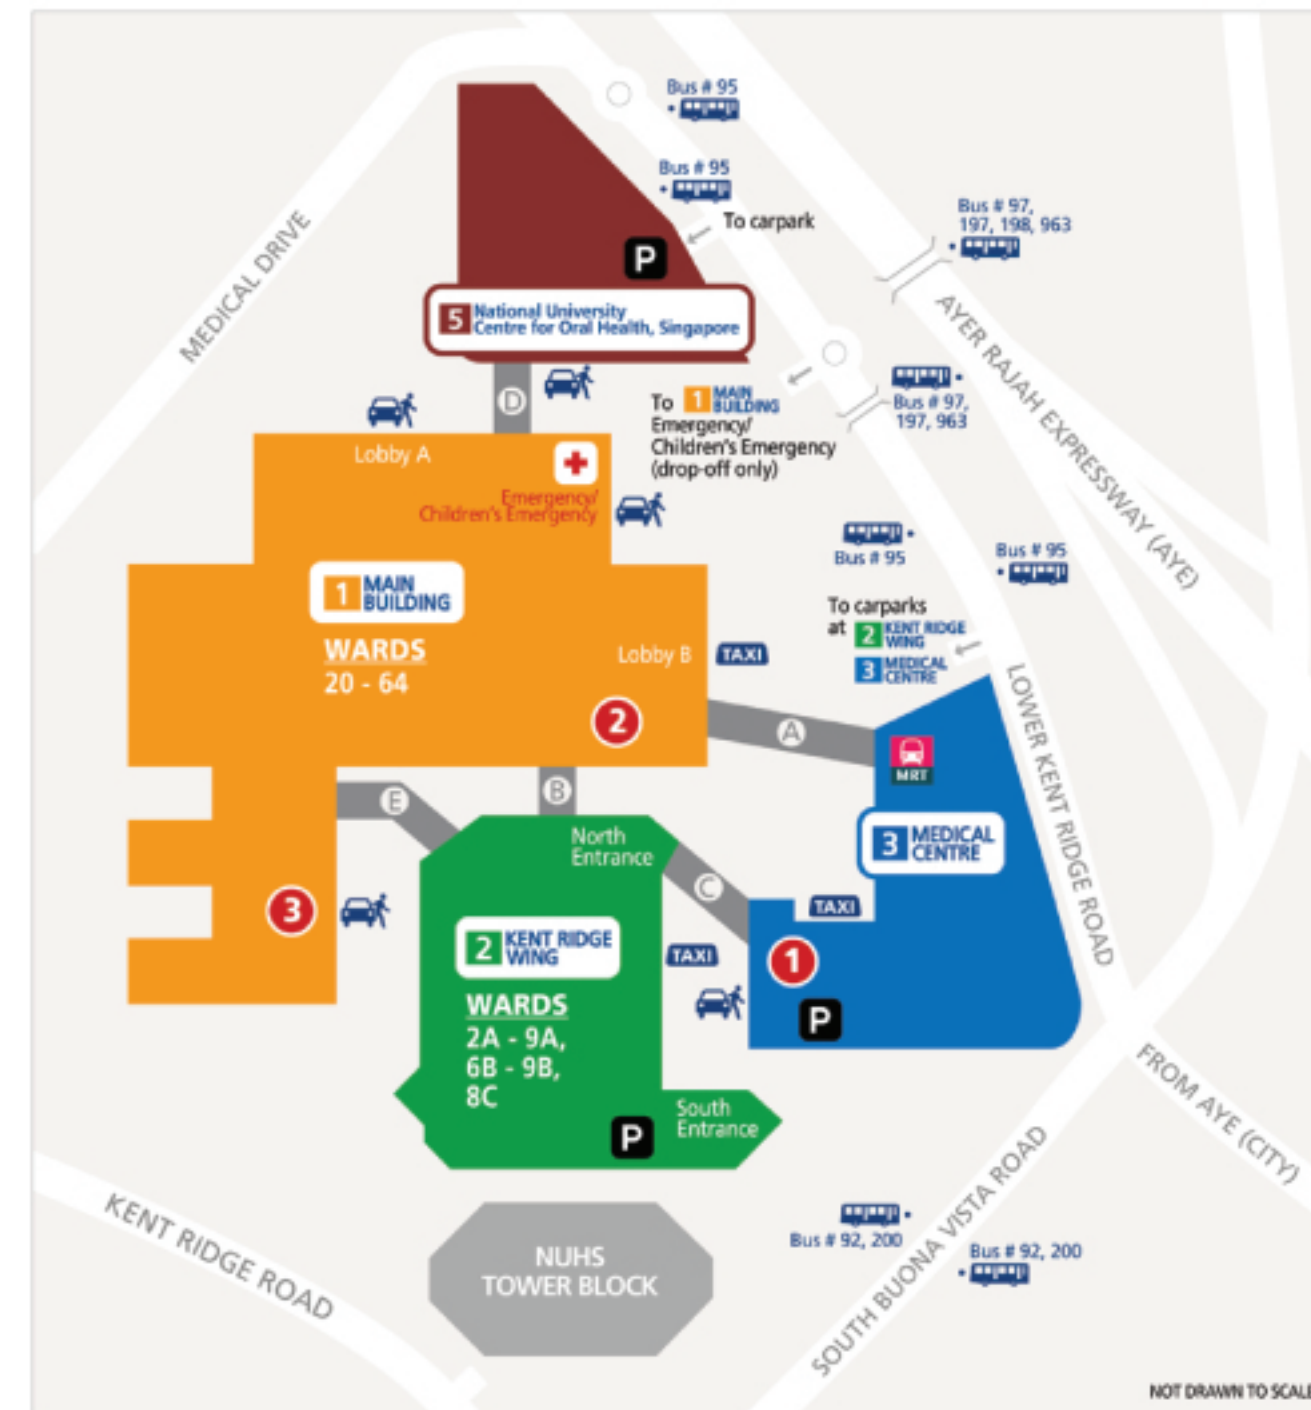 Bus # 95
Bus # 95
To carpark
P
Bus # 97,
197, 198, 963
MEDICAL DRIVE
5 National University
Centre for Oral Health, Singapore
AYER RAJAH EXPRESSWAY (AYE)
D
To 1 MAIN
BUILDING
Emergency/
Children's Emergency
(drop-off only)
Bus # 97,
197, 963
Lobby A
Emergency/
Children's Emergency
Bus # 95
Bus # 95
1 MAIN
BUILDING
WARDS
20 - 64
To carparks
at 2 KENT RIDGE
WING
3 MEDICAL
CENTRE
Lobby B
TAXI
2
A
MRT
LOWER KENT RIDGE ROAD
E
B
North
Entrance
3 MEDICAL
CENTRE
C
TAXI
3
2 KENT RIDGE
WING
TAXI
1
WARDS
2A - 9A,
6B - 9B,
8C
P
South
Entrance
P
FROM AYE (CITY)
KENT RIDGE ROAD
NUHS
TOWER BLOCK
Bus # 92, 200
SOUTH BUONA VISTA ROAD
Bus # 92, 200
NOT DRAWN TO SCALE